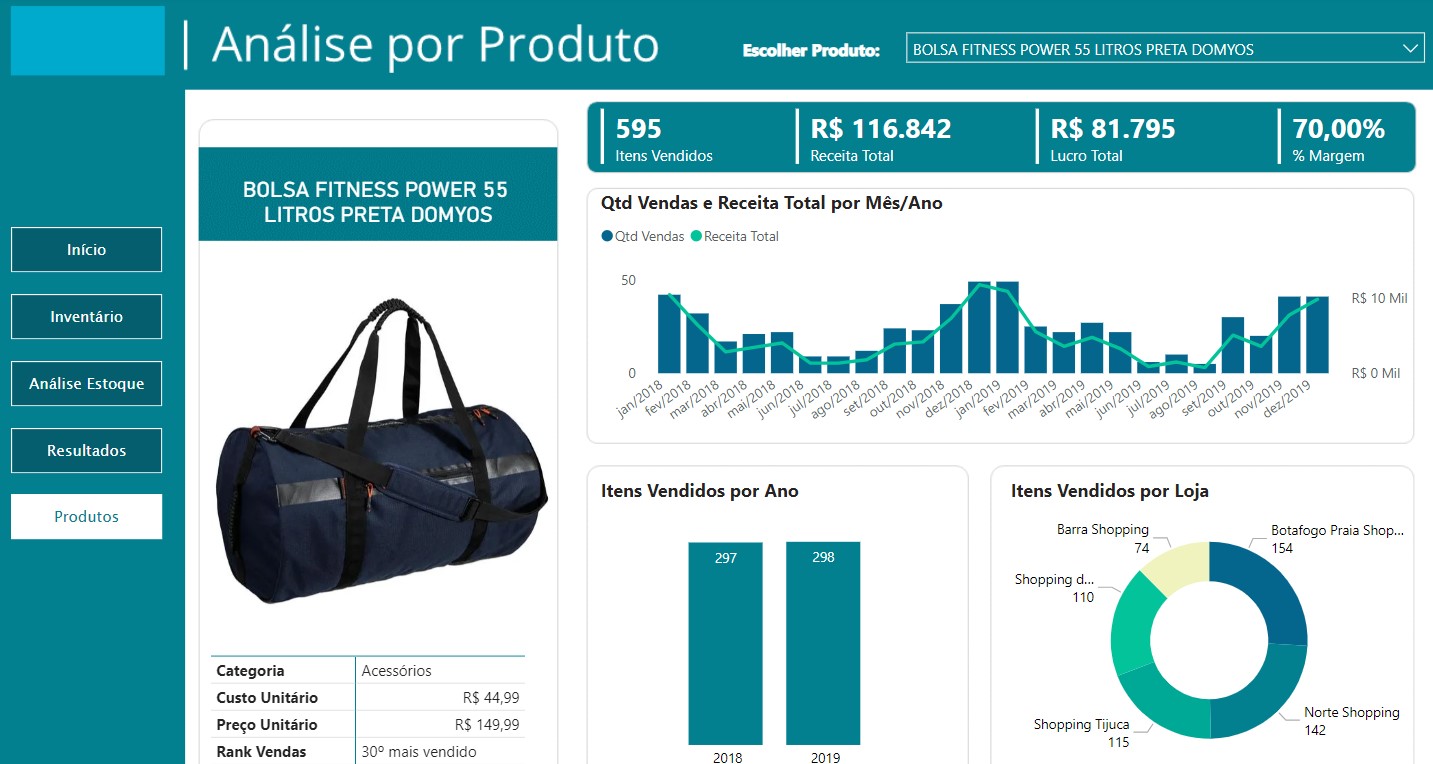 Análise por Produto
Escolher Produto:
BOLSA FITNESS POWER 55 LITROS PRETA DOMYOS
Início
Inventário
Análise Estoque
Resultados
Produtos
BOLSA FITNESS POWER 55
LITROS PRETA DOMYOS
Categoria Acessórios
Custo Unitário R$ 44,99
Preço Unitário R$ 149,99
Rank Vendas 30º mais vendido
595
Itens Vendidos
R$ 116.842
Receita Total
R$ 81.795
Lucro Total
70,00%
% Margem
Qtd Vendas e Receita Total por Mês/Ano
Qtd Vendas Receita Total
50
0
R$ 10 Mil
R$ 0 Mil
jan/2018
fev/2018
mar/2018
abr/2018
mai/2018
jun/2018
jul/2018
ago/2018
set/2018
out/2018
nov/2018
dez/2018
jan/2019
fev/2019
mar/2019
abr/2019
mai/2019
jun/2019
jul/2019
ago/2019
set/2019
out/2019
nov/2019
dez/2019
Itens Vendidos por Ano
297
298
2018
2019
Itens Vendidos por Loja
Barra Shopping
74
Botafogo Praia Shop...
154
Shopping d...
110
Shopping Tijuca
115
Norte Shopping
142